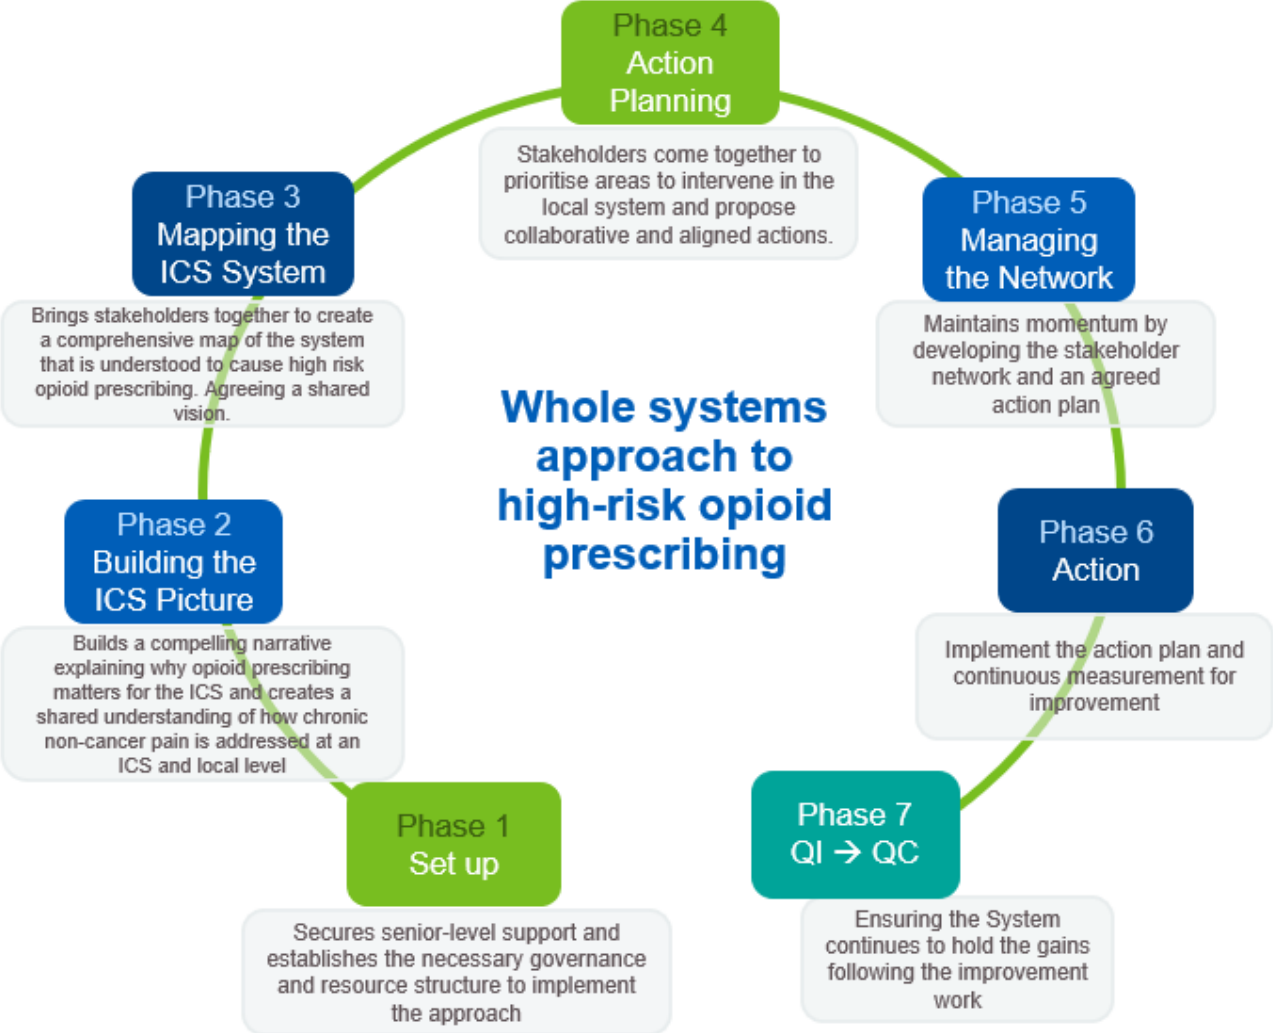 Phase 4
Action
Planning
Stakeholders come together to
prioritise areas to intervene in the
local system and propose
collaborative and aligned actions.
Phase 3
Mapping the
ICS System
Brings stakeholders together to create
a comprehensive map of the system
that is understood to cause high risk
opioid prescribing. Agreeing a shared
vision.
Phase 5
Managing
the Network
Maintains momentum by
developing the stakeholder
network and an agreed
action plan
Whole systems
approach to
high-risk opioid
prescribing
Phase 2
Building the
ICS Picture
Builds a compelling narrative
explaining why opioid prescribing
matters for the ICS and creates a
shared understanding of how chronic
non-cancer pain is addressed at an
ICS and local level
Phase 6
Action
Implement the action plan and
continuous measurement for
improvement
Phase 1
Set up
Secures senior-level support and
establishes the necessary governance
and resource structure to implement
the approach
Phase 7
QI → QC
Ensuring the System
continues to hold the gains
following the improvement
work